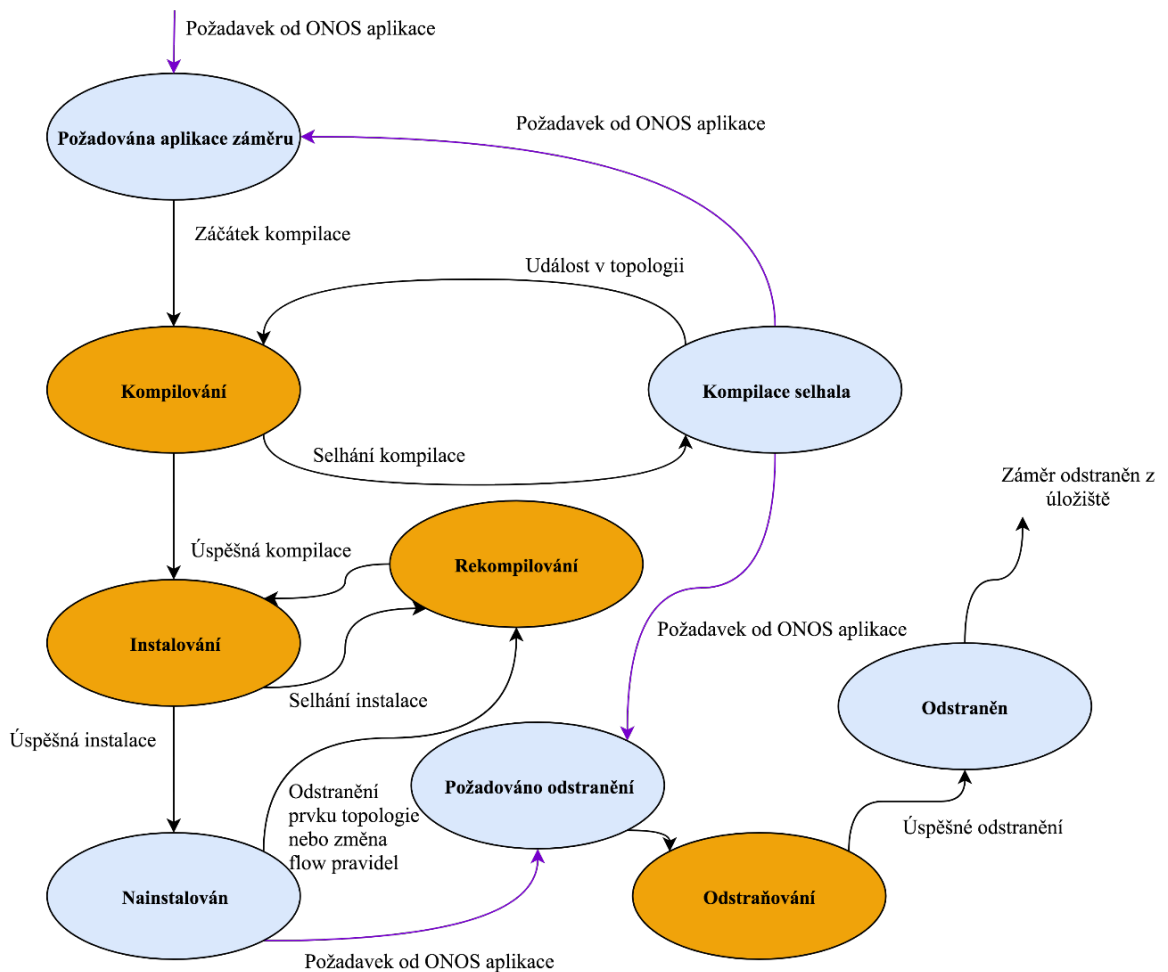 Požadavek od ONOS aplikace
Požadována aplikace záměru
Požadavek od ONOS aplikace
Záčátek kompilace
Událost v topologii
Kompilování
Kompilace selhala
Selhání kompilace
Záměr odstraněn z
úložiště
Úspěšná kompilace
Rekompilování
Instalování
Požadavek od ONOS aplikace
Selhání instalace
Odstraněn
Úspěšná instalace
Odstranění
prvku topologie
nebo změna
flow pravidel
Požadováno odstranění
Úspěšné odstranění
Nainstalován
Odstraňování
Požadavek od ONOS aplikace